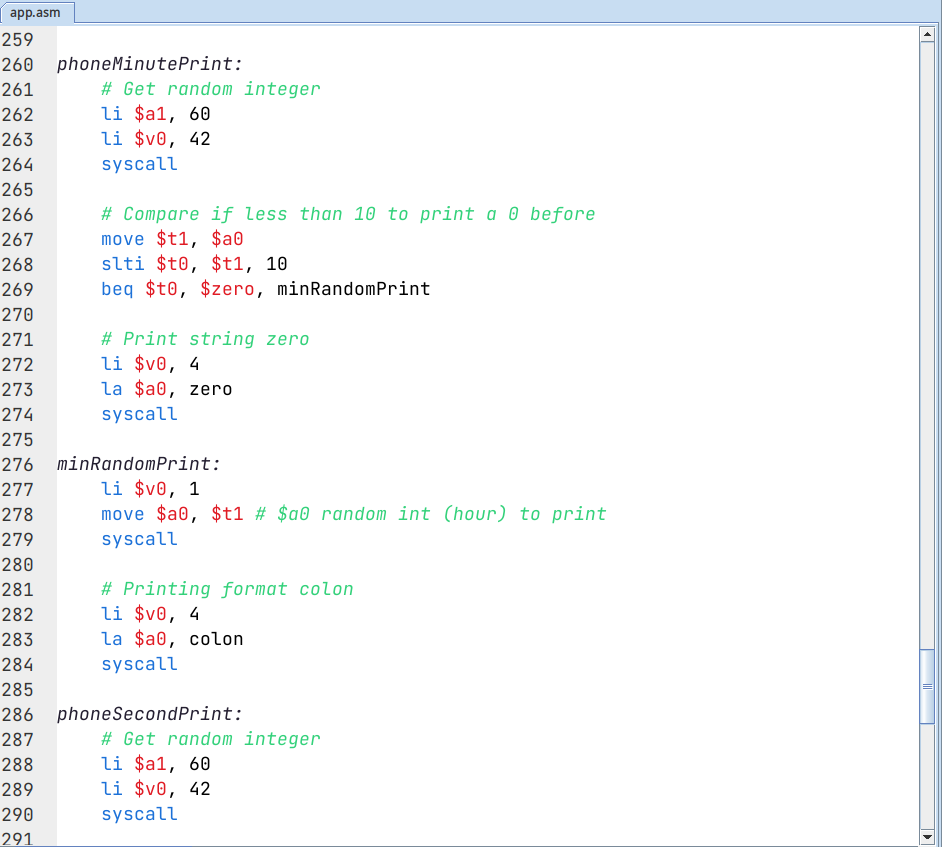 app.asm
259
260 phoneMinutePrint:
261 # Get random integer
262 li $a1, 60
263 li $v0, 42
264 syscall
265
266 # Compare if less than 10 to print a 0 before
267 move $t1, $a0
268 slti $t0, $t1, 10
269 beq $t0, $zero, minRandomPrint
270
271 # Print string zero
272 li $v0, 4
273 la $a0, zero
274 syscall
275
276 minRandomPrint:
277 li $v0, 1
278 move $a0, $t1 # $a0 random int (hour) to print
279 syscall
280
281 # Printing format colon
282 li $v0, 4
283 la $a0, colon
284 syscall
285
286 phoneSecondPrint:
287 # Get random integer
288 li $a1, 60
289 li $v0, 42
290 syscall
291